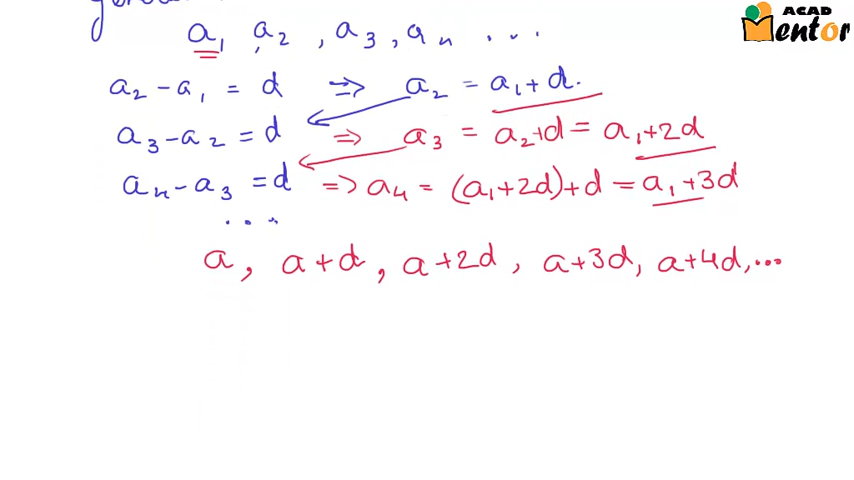 ACAD
Mentor
a₁, a₂, a₃, a₄ ...
a₂ - a₁ = d ⇒ a₂ = a₁ + d.
a₃ - a₂ = d ⇒ a₃ = a₂+d = a₁+2d
a₄ - a₃ = d ⇒ a₄ = (a₁+2d)+d = a₁+3d
...
a, a+d, a+2d, a+3d, a+4d, ...